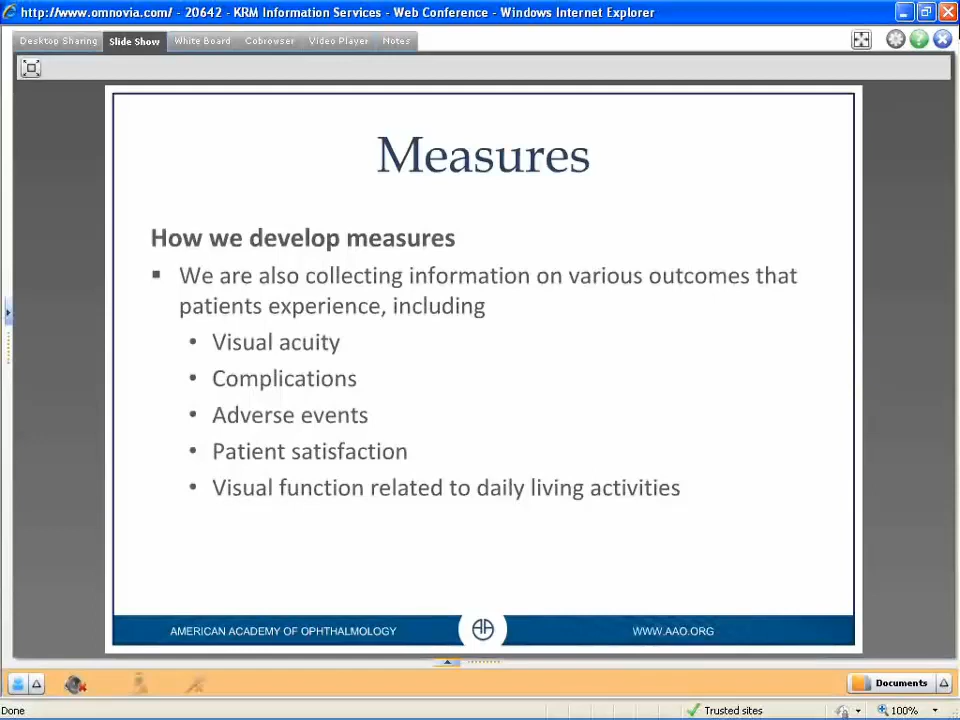 http://www.omnovia.com/ - 20642 - KRM Information Services - Web Conference - Windows Internet Explorer
Desktop Sharing Slide Show White Board Cobrowser Video Player Notes
Measures
How we develop measures
▪ We are also collecting information on various outcomes that
patients experience, including
• Visual acuity
• Complications
• Adverse events
• Patient satisfaction
• Visual function related to daily living activities
AMERICAN ACADEMY OF OPHTHALMOLOGY WWW.AAO.ORG
Documents
Done Trusted sites 100%